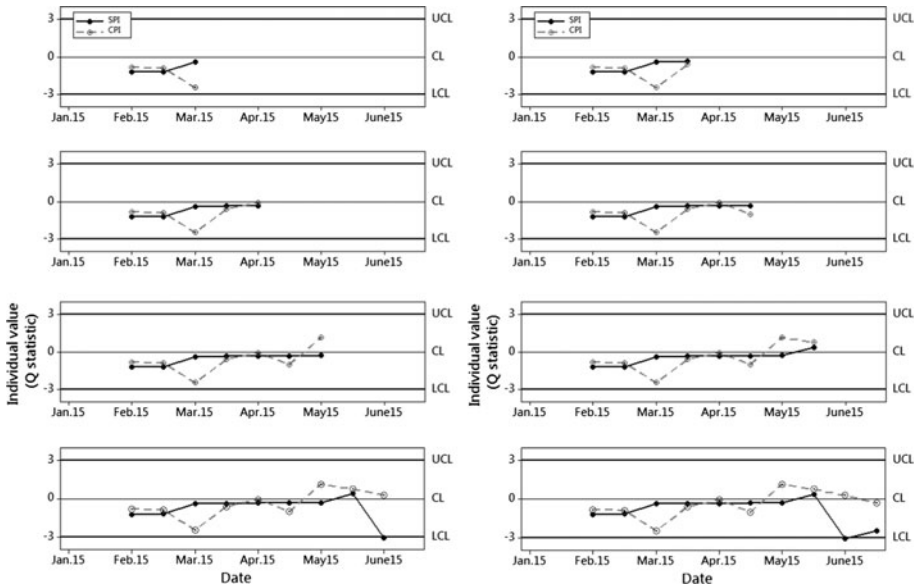 3 SPI CPI UCL
0 CL
-3 LCL
Jan.15 Feb.15 Mar.15 Apr.15 May15 June15
3 SPI CPI UCL
0 CL
-3 LCL
Jan.15 Feb.15 Mar.15 Apr.15 May15 June15
3 UCL
0 CL
-3 LCL
Jan.15 Feb.15 Mar.15 Apr.15 May15 June15
3 UCL
0 CL
-3 LCL
Jan.15 Feb.15 Mar.15 Apr.15 May15 June15
Individual value
(Q statistic)
3 UCL
0 CL
-3 LCL
Jan.15 Feb.15 Mar.15 Apr.15 May15 June15
Individual value
(Q statistic)
3 UCL
0 CL
-3 LCL
Jan.15 Feb.15 Mar.15 Apr.15 May15 June15
3 UCL
0 CL
-3 LCL
Jan.15 Feb.15 Mar.15 Apr.15 May15 June15
Date
3 UCL
0 CL
-3 LCL
Jan.15 Feb.15 Mar.15 Apr.15 May15 June15
Date